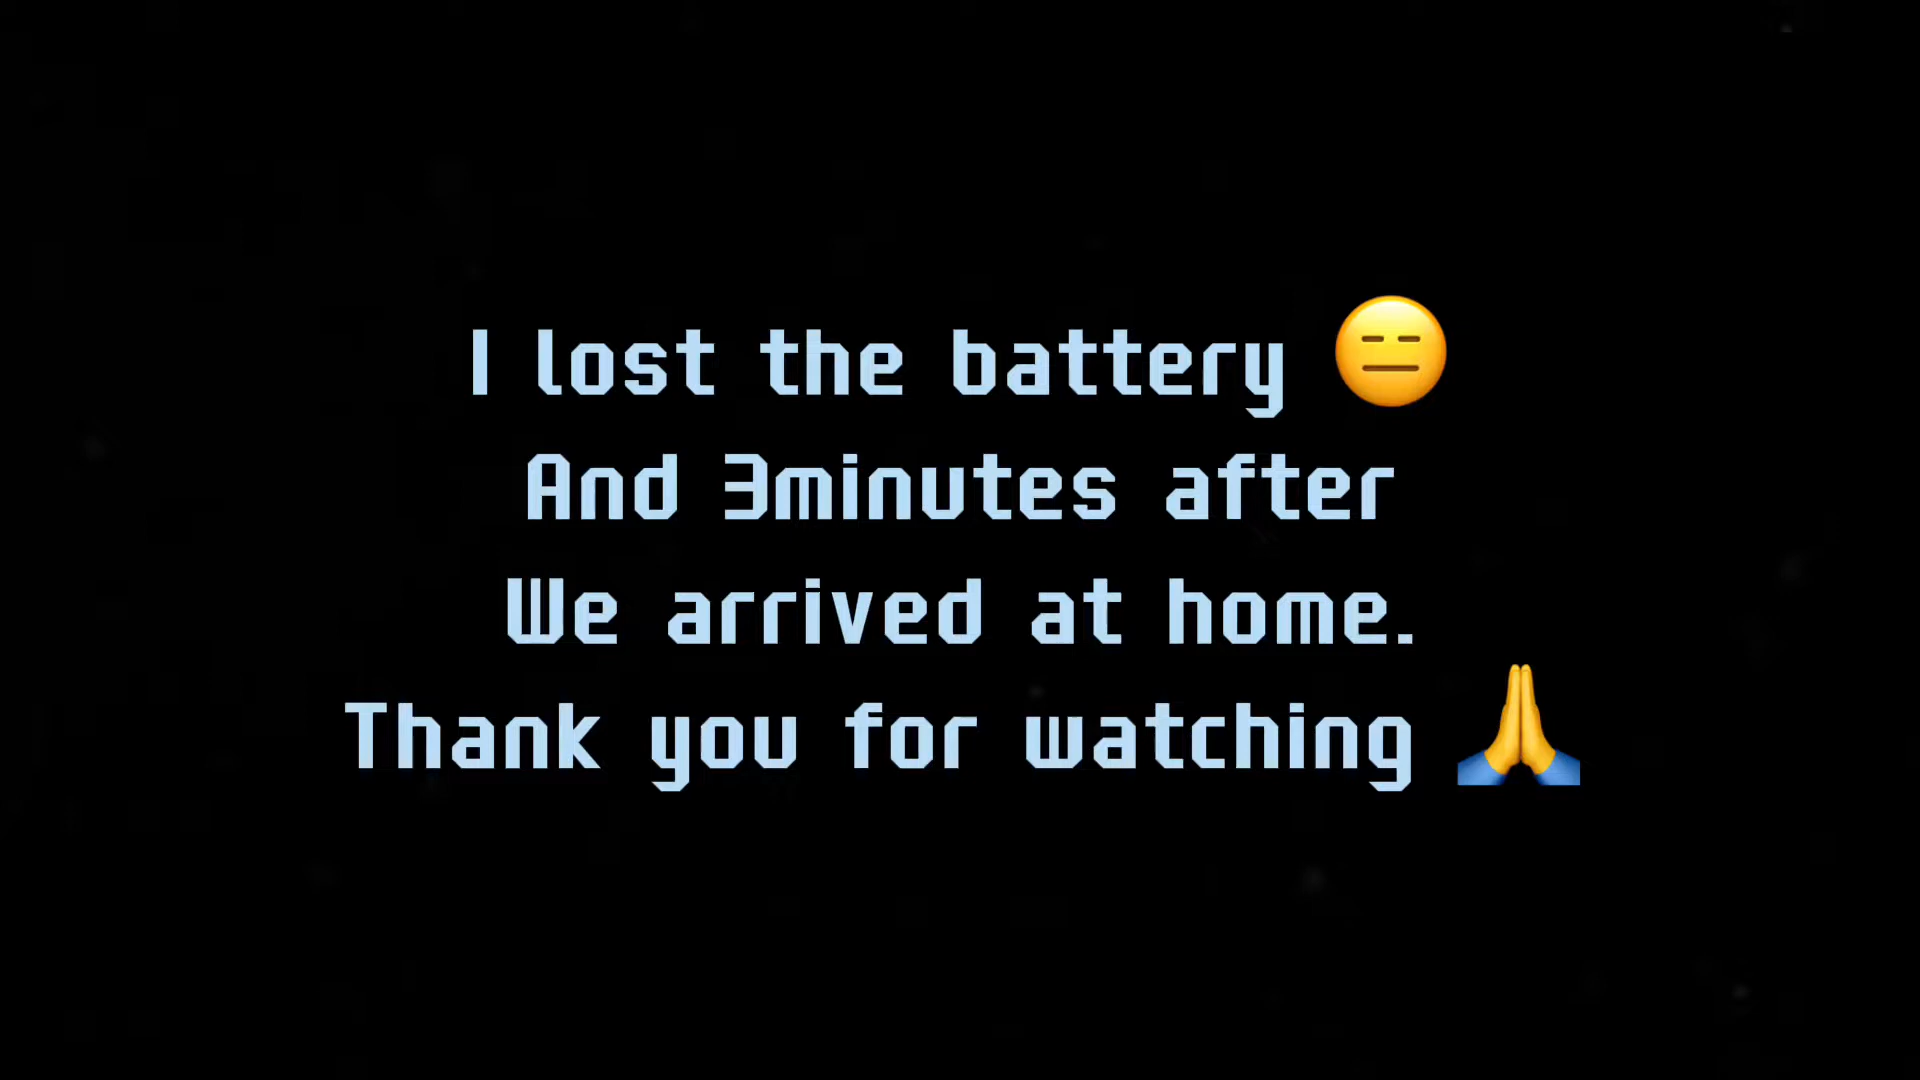 I lost the battery 😑
And 3minutes after
We arrived at home.
Thank you for watching 🙏